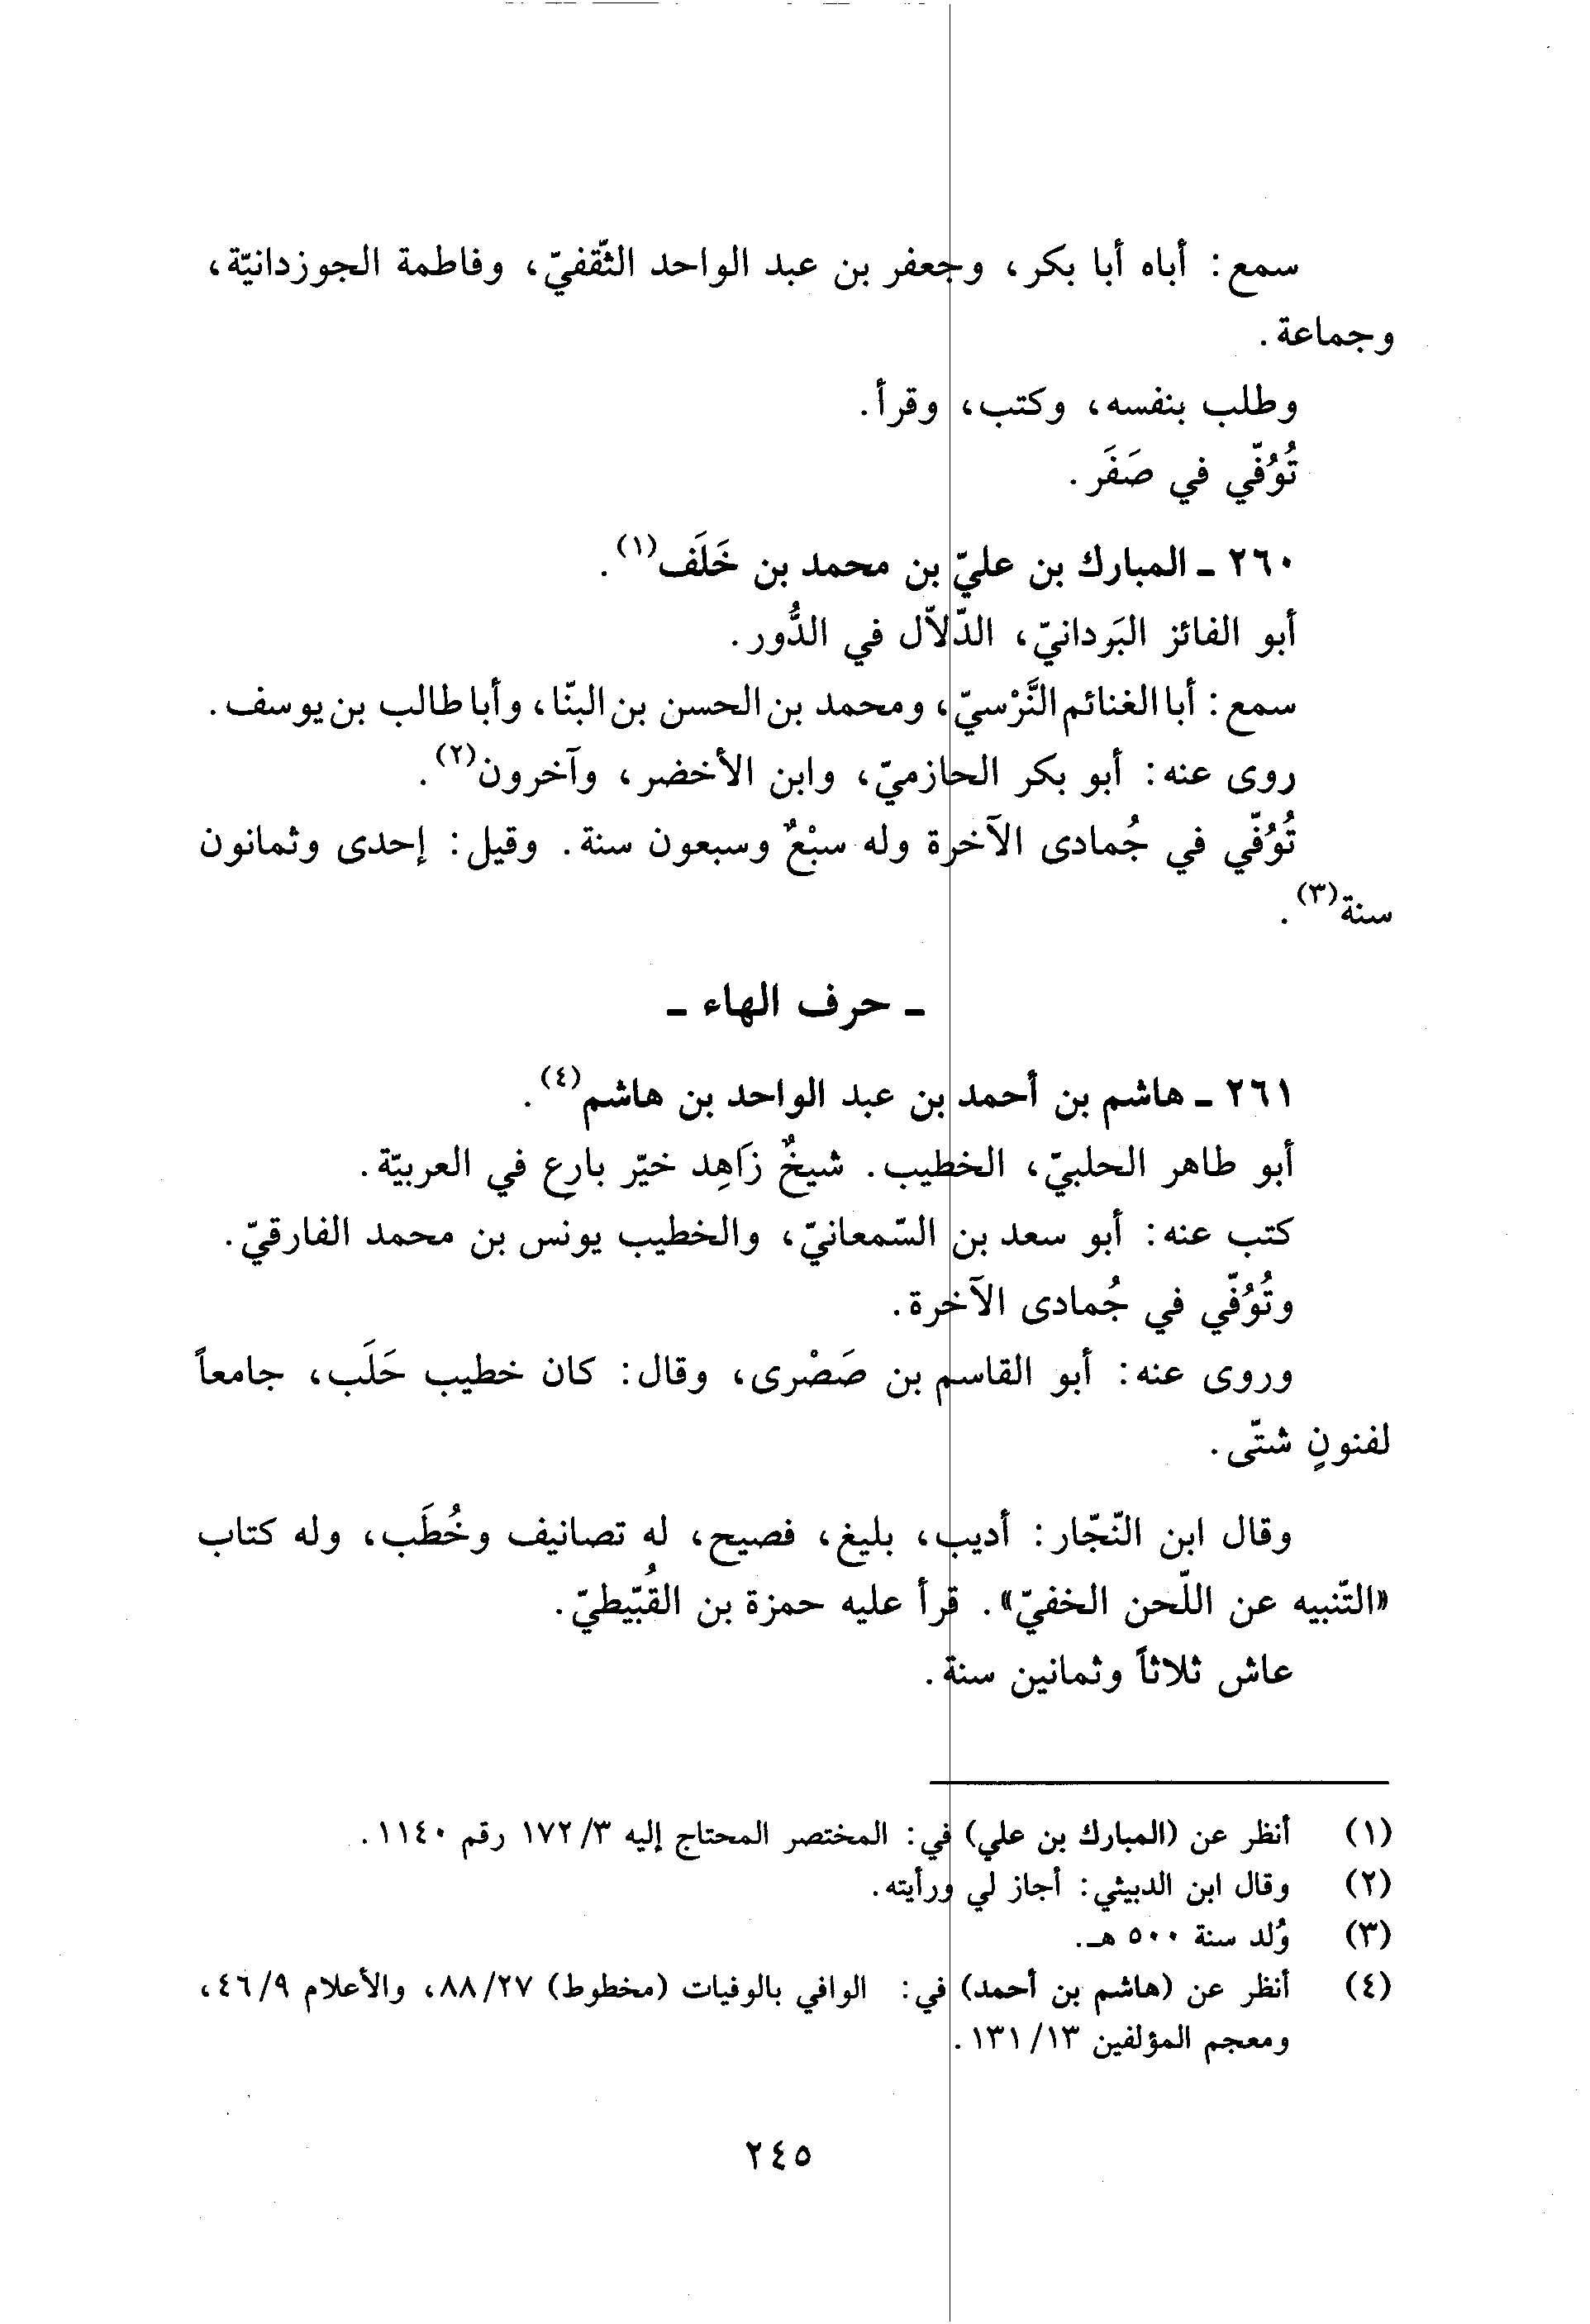 سمع: أباه أبا بكر، وجعفر بن عبد الواحد الثّقفيّ، وفاطمة الجوزدانيّة،
وجماعة.
وطلب بنفسه، وكتب، وقرأ.
تُوُفّي في صَفَر.
٢٦٠ ـ المبارك بن عليّ بن محمد بن خَلَف(١).
أبو الفائز البَردانيّ، الدّلاّل في الدُّور.
سمع: أبا الغنائم النَّرْسيّ، ومحمد بن الحسن بن البنّا، وأبا طالب بن يوسف.
روى عنه: أبو بكر الحازميّ، وابن الأخضر، وآخرون(٢).
تُوُفّي في جُمادى الآخرة وله سبْعٌ وسبعون سنة. وقيل: إحدى وثمانون
سنة(٣).
ـ حرف الهاء ـ
٢٦١ ـ هاشم بن أحمد بن عبد الواحد بن هاشم(٤).
أبو طاهر الحلبيّ، الخطيب. شيخٌ زَاهِد خيّر بارع في العربيّة.
كتب عنه: أبو سعد بن السّمعانيّ، والخطيب يونس بن محمد الفارقيّ.
وتُوُفّي في جُمادى الآخرة.
وروى عنه: أبو القاسم بن صَصْرى، وقال: كان خطيب حَلَب، جامعاً
لفنونٍ شتّى.
وقال ابن النّجّار: أديب، بليغ، فصيح، له تصانيف وخُطَب، وله كتاب
«التّنبيه عن اللّحن الخفيّ». قرأ عليه حمزة بن القُبّيطيّ.
عاش ثلاثاً وثمانين سنة.
(١) أنظر عن (المبارك بن علي) في: المختصر المحتاج إليه ٣/ ١٧٢ رقم ١١٤٠.
(٢) وقال ابن الدبيثي: أجاز لي ورأيته.
(٣) وُلد سنة ٥٠٠ هـ.
(٤) أنظر عن (هاشم بن أحمد) في: الوافي بالوفيات (مخطوط) ٢٧/ ٨٨، والأعلام ٩/ ٤٦،
ومعجم المؤلفين ١٣/ ١٣١.
٢٤٥